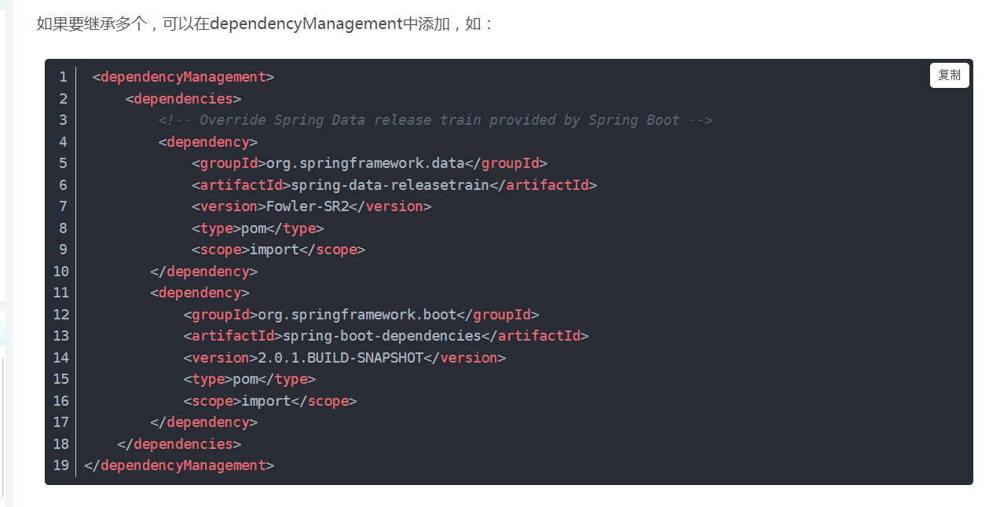 如果要继承多个，可以在dependencyManagement中添加，如：
复制
1 <dependencyManagement>
2 <dependencies>
3 <!-- Override Spring Data release train provided by Spring Boot -->
4 <dependency>
5 <groupId>org.springframework.data</groupId>
6 <artifactId>spring-data-releasetrain</artifactId>
7 <version>Fowler-SR2</version>
8 <type>pom</type>
9 <scope>import</scope>
10 </dependency>
11 <dependency>
12 <groupId>org.springframework.boot</groupId>
13 <artifactId>spring-boot-dependencies</artifactId>
14 <version>2.0.1.BUILD-SNAPSHOT</version>
15 <type>pom</type>
16 <scope>import</scope>
17 </dependency>
18 </dependencies>
19 </dependencyManagement>